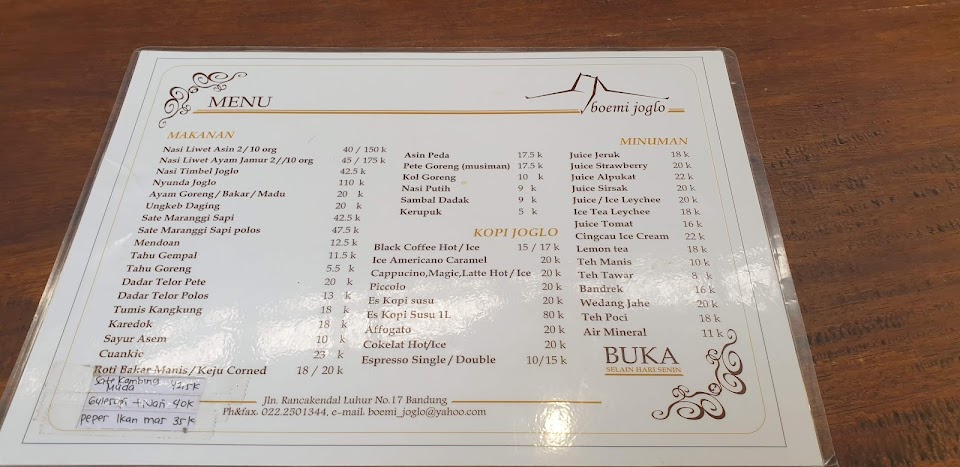 MENU
boemi joglo
MAKANAN
Nasi Liwet Asin 2/10 org 40 / 150 k
Nasi Liwet Ayam Jamur 2//10 org 45 / 175 k
Nasi Timbel Joglo 42.5 k
Nyunda Joglo 110 k
Ayam Goreng / Bakar / Madu 20 k
Ungkeb Daging 20 k
Sate Maranggi Sapi 42.5 k
Sate Maranggi Sapi polos 47.5 k
Mendoan 12.5 k
Tahu Gempal 11.5 k
Tahu Goreng 5.5 k
Dadar Telor Pete 20 k
Dadar Telor Polos 13 k
Tumis Kangkung 18 k
Karedok 18 k
Sayur Asem 10 k
Cuankie 23 k
Roti Bakar Manis / Keju Corned 18 / 20 k
Sate Kambing
Muda 42.5k
+ Nasi 40k
pepes Ikan mas 35k
Asin Peda 17.5 k
Pete Goreng (musiman) 17.5 k
Kol Goreng 10 k
Nasi Putih 9 k
Sambal Dadak 9 k
Kerupuk 5 k
KOPI JOGLO
Black Coffee Hot / Ice 15 / 17 k
Ice Americano Caramel 20 k
Cappucino,Magic,Latte Hot / Ice 20 k
Piccolo 20 k
Es Kopi susu 20 k
Es Kopi Susu 1L 80 k
Affogato 20 k
Cokelat Hot/Ice 20 k
Espresso Single / Double 10/15 k
MINUMAN
Juice Jeruk 18 k
Juice Strawberry 20 k
Juice Alpukat 22 k
Juice Sirsak 20 k
Juice / Ice Leychee 20 k
Ice Tea Leychee 18 k
Juice Tomat 16 k
Cingcau Ice Cream 22 k
Lemon tea 18 k
Teh Manis 10 k
Teh Tawar 8 k
Bandrek 16 k
Wedang Jahe 20 k
Teh Poci 18 k
Air Mineral 11 k
BUKA
SELAIN HARI SENIN
Jln. Rancakendal Luhur No.17 Bandung
Ph&fax. 022.2501344, e-mail. boemi_joglo@yahoo.com